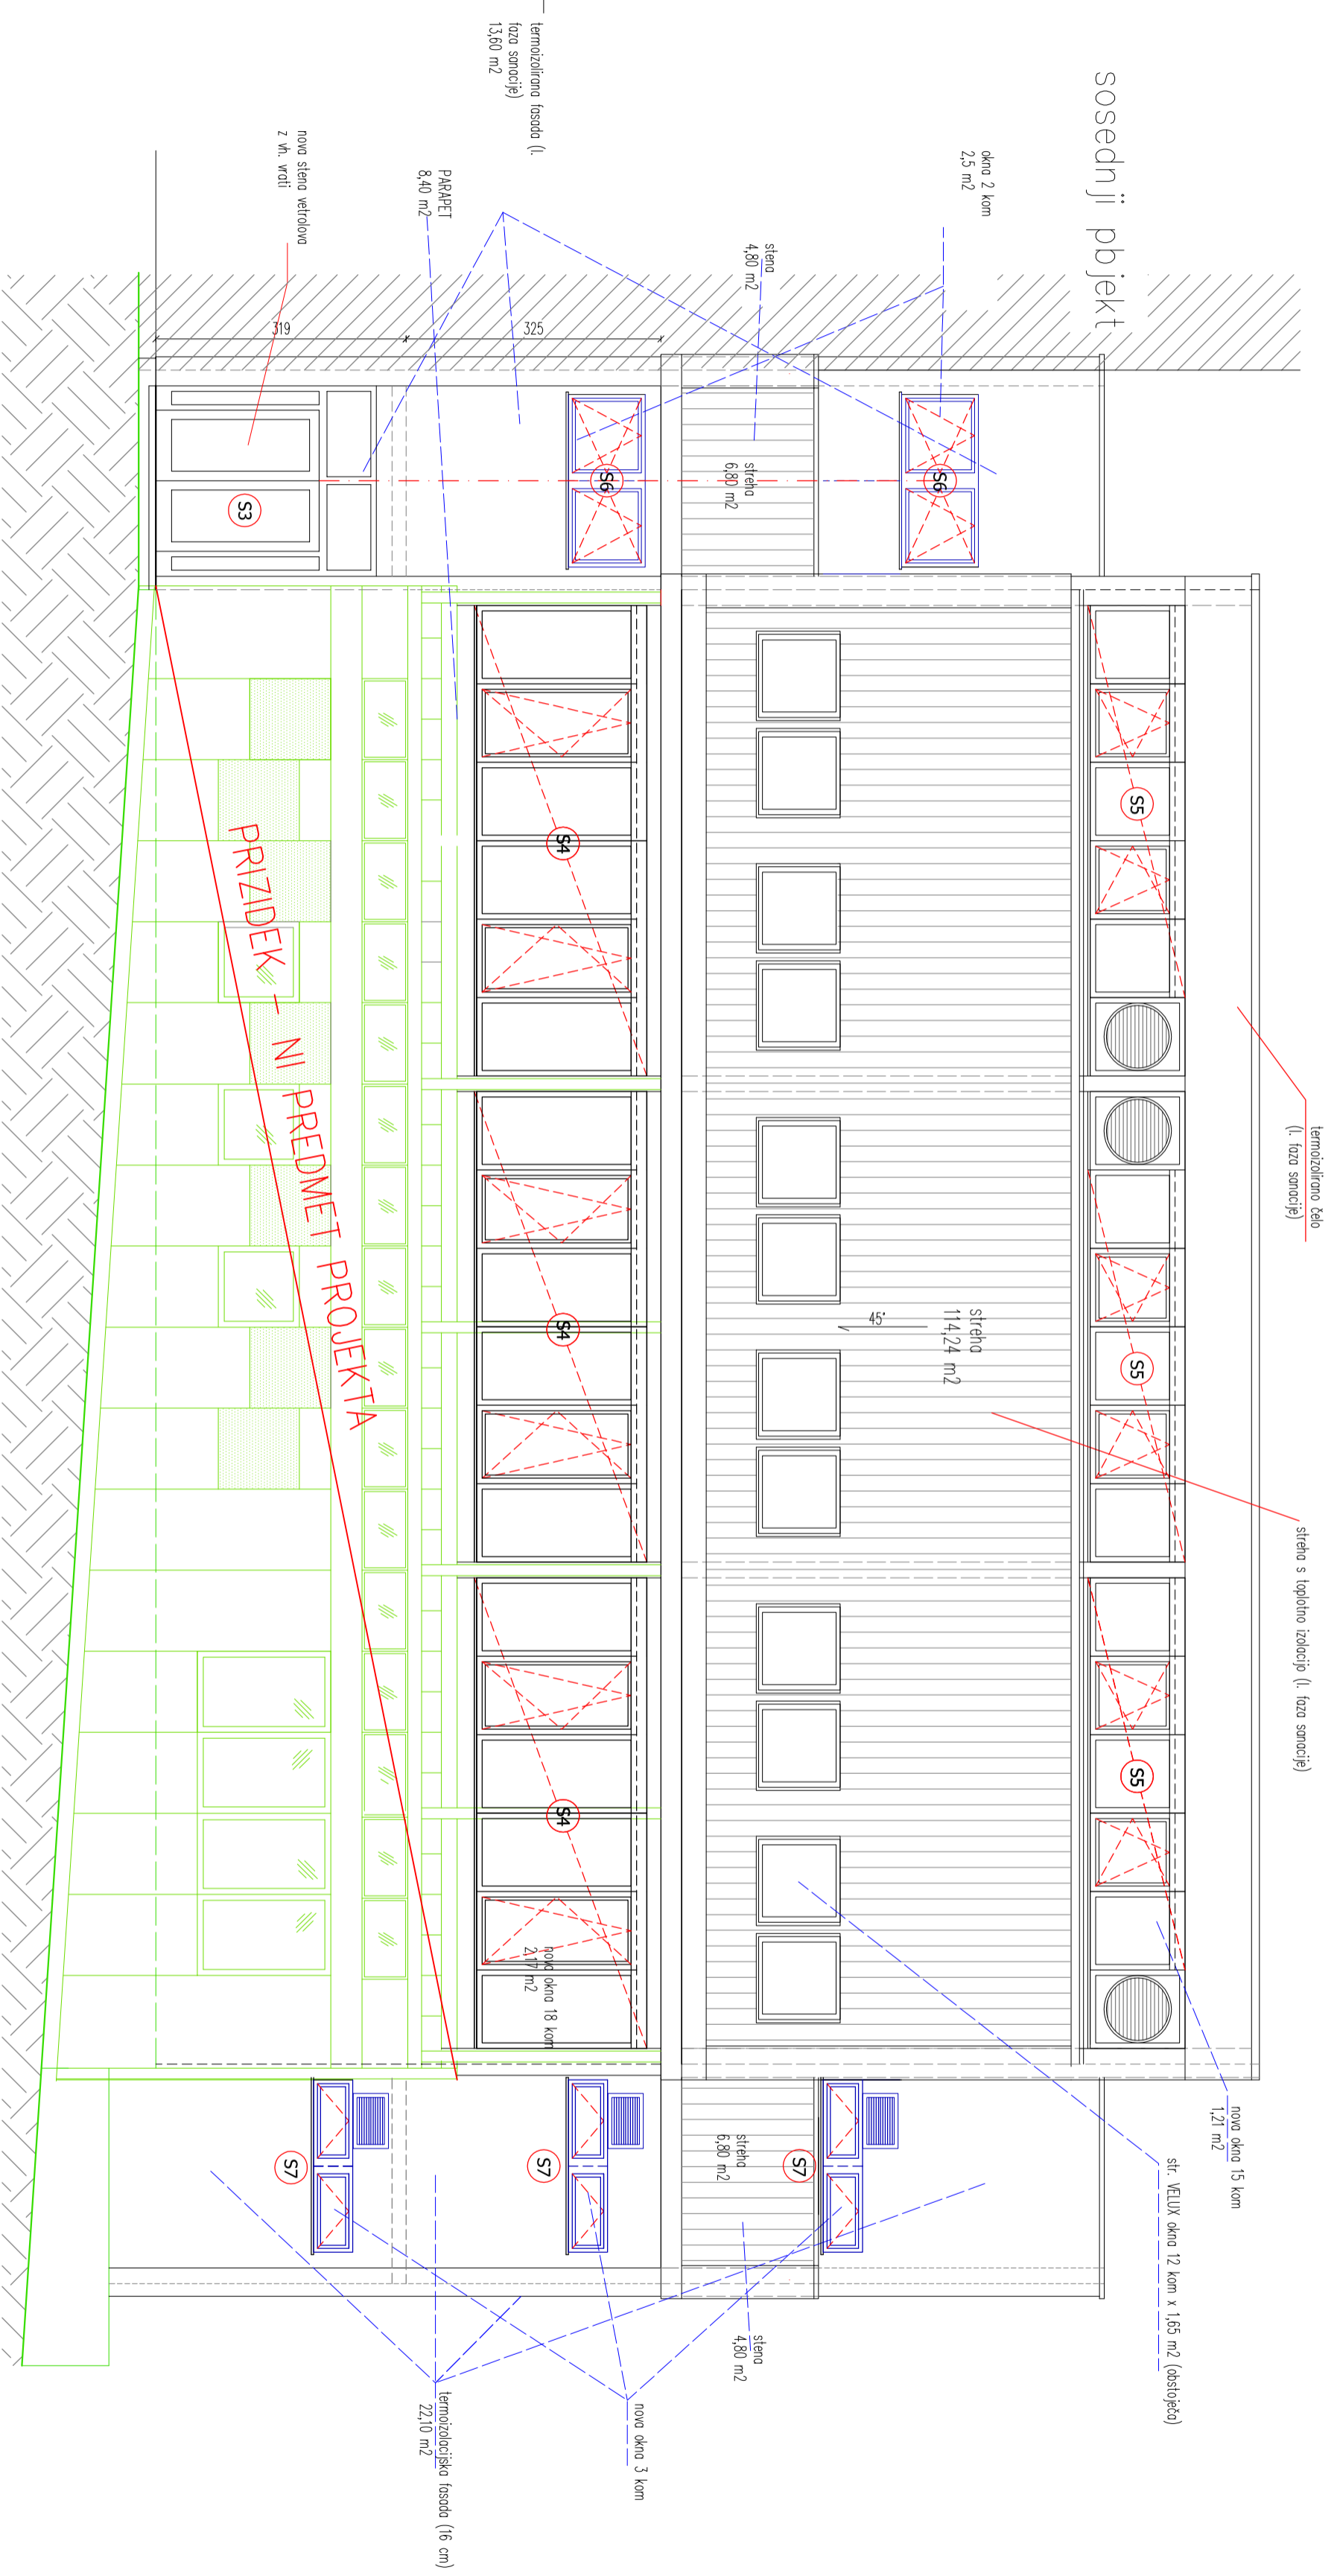 sosednji pbjekt
okna 2 kom
2,5 m2
stena
4,80 m2
termoizolirana fasada (I.
faza sanacije)
13,60 m2
PARAPET
8,40 m2
nova stena vetrolova
z vh. vrati
319
325
streha
6,80 m2
S6
S6
S3
termoizolirano čelo
(I. faza sanacije)
streha s toplotno izolacijo (I. faza sanacije)
S5
S5
S5
streha
114,24 m2
45°
S4
S4
S4
nova okna 18 kom
2,17 m2
PRIZIDEK – NI PREDMET PROJEKTA
nova okna 15 kom
1,21 m2
str. VELUX okna 12 kom x 1,65 m2 (obstoječa)
S7
S7
S7
streha
6,80 m2
stena
4,80 m2
nova okna 3 kom
termoizolacijska fasada (16 cm)
22,10 m2